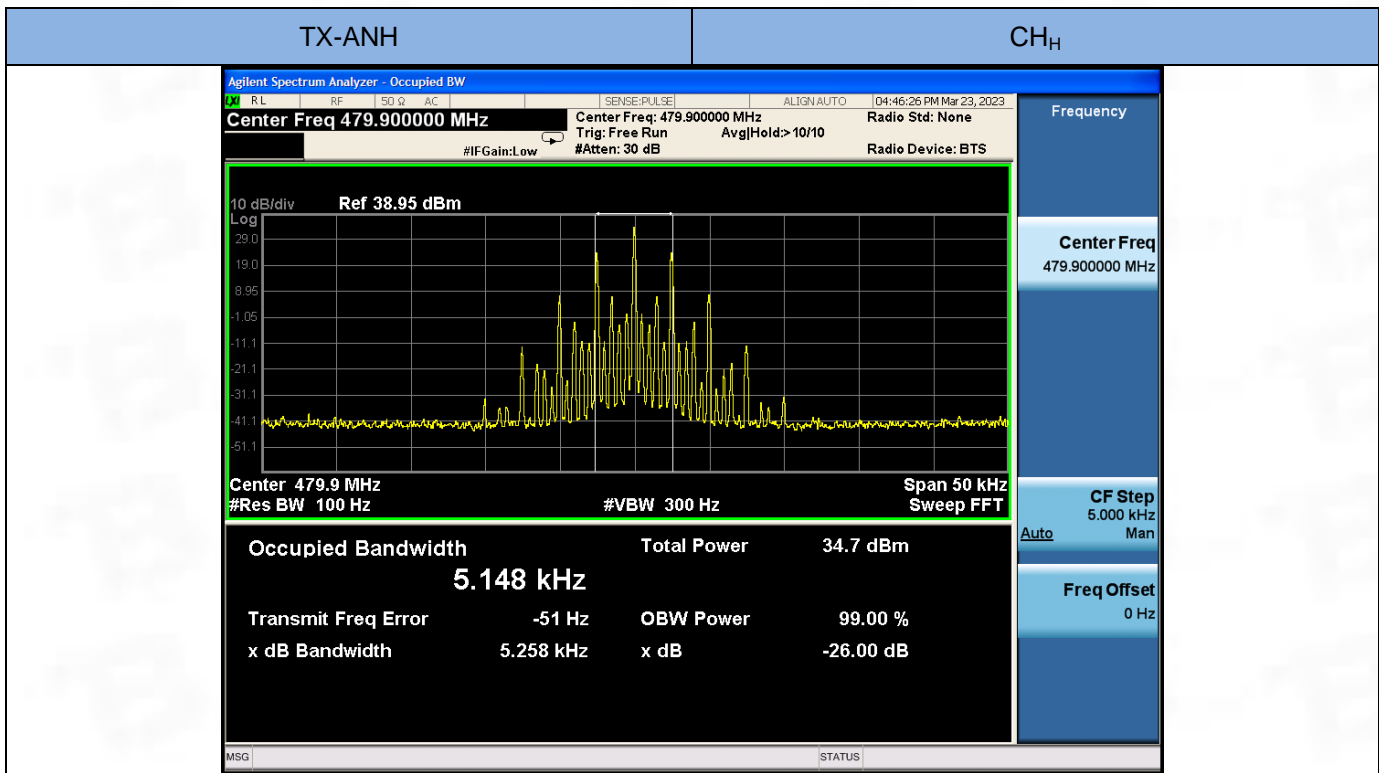 TX-ANH CHH
Agilent Spectrum Analyzer - Occupied BW
LXI RL RF 50 Ω AC SENSE:PULSE ALIGN AUTO 04:46:26 PM Mar 23, 2023
Center Freq 479.900000 MHz
Center Freq: 479.900000 MHz Radio Std: None
Trig: Free Run Avg|Hold:>10/10
#IFGain:Low #Atten: 30 dB Radio Device: BTS
10 dB/div Ref 38.95 dBm
Log
29.0
19.0
8.95
-1.05
-11.1
-21.1
-31.1
-41.1
-51.1
Center 479.9 MHz Span 50 kHz
#Res BW 100 Hz #VBW 300 Hz Sweep FFT
Occupied Bandwidth Total Power 34.7 dBm
5.148 kHz
Transmit Freq Error -51 Hz OBW Power 99.00 %
x dB Bandwidth 5.258 kHz x dB -26.00 dB
Frequency
Center Freq
479.900000 MHz
CF Step
5.000 kHz
Auto Man
Freq Offset
0 Hz
MSG STATUS